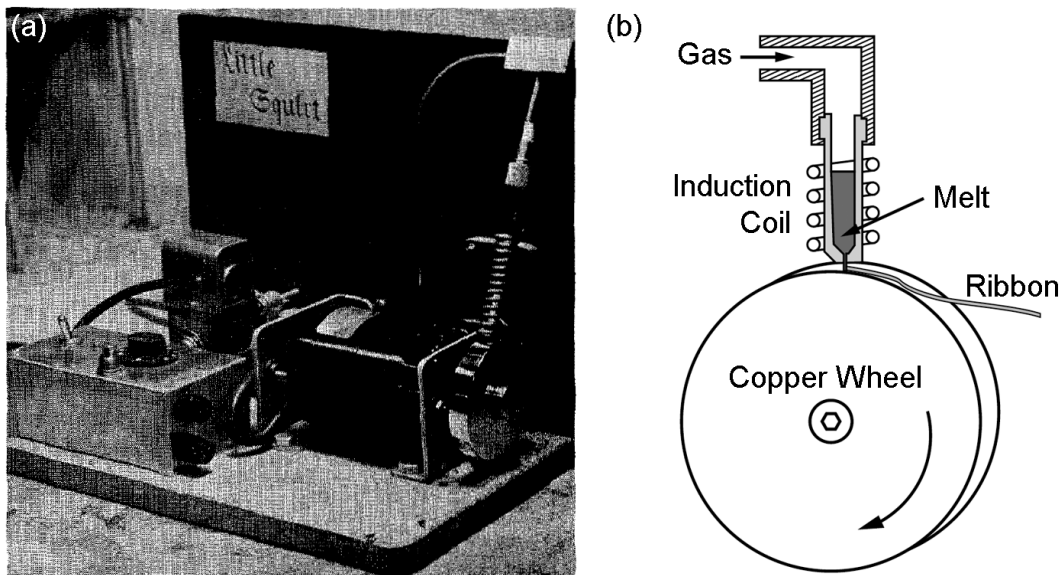 (a)
Little
Squirt
(b)
Gas
Induction
Coil
Melt
Ribbon
Copper Wheel